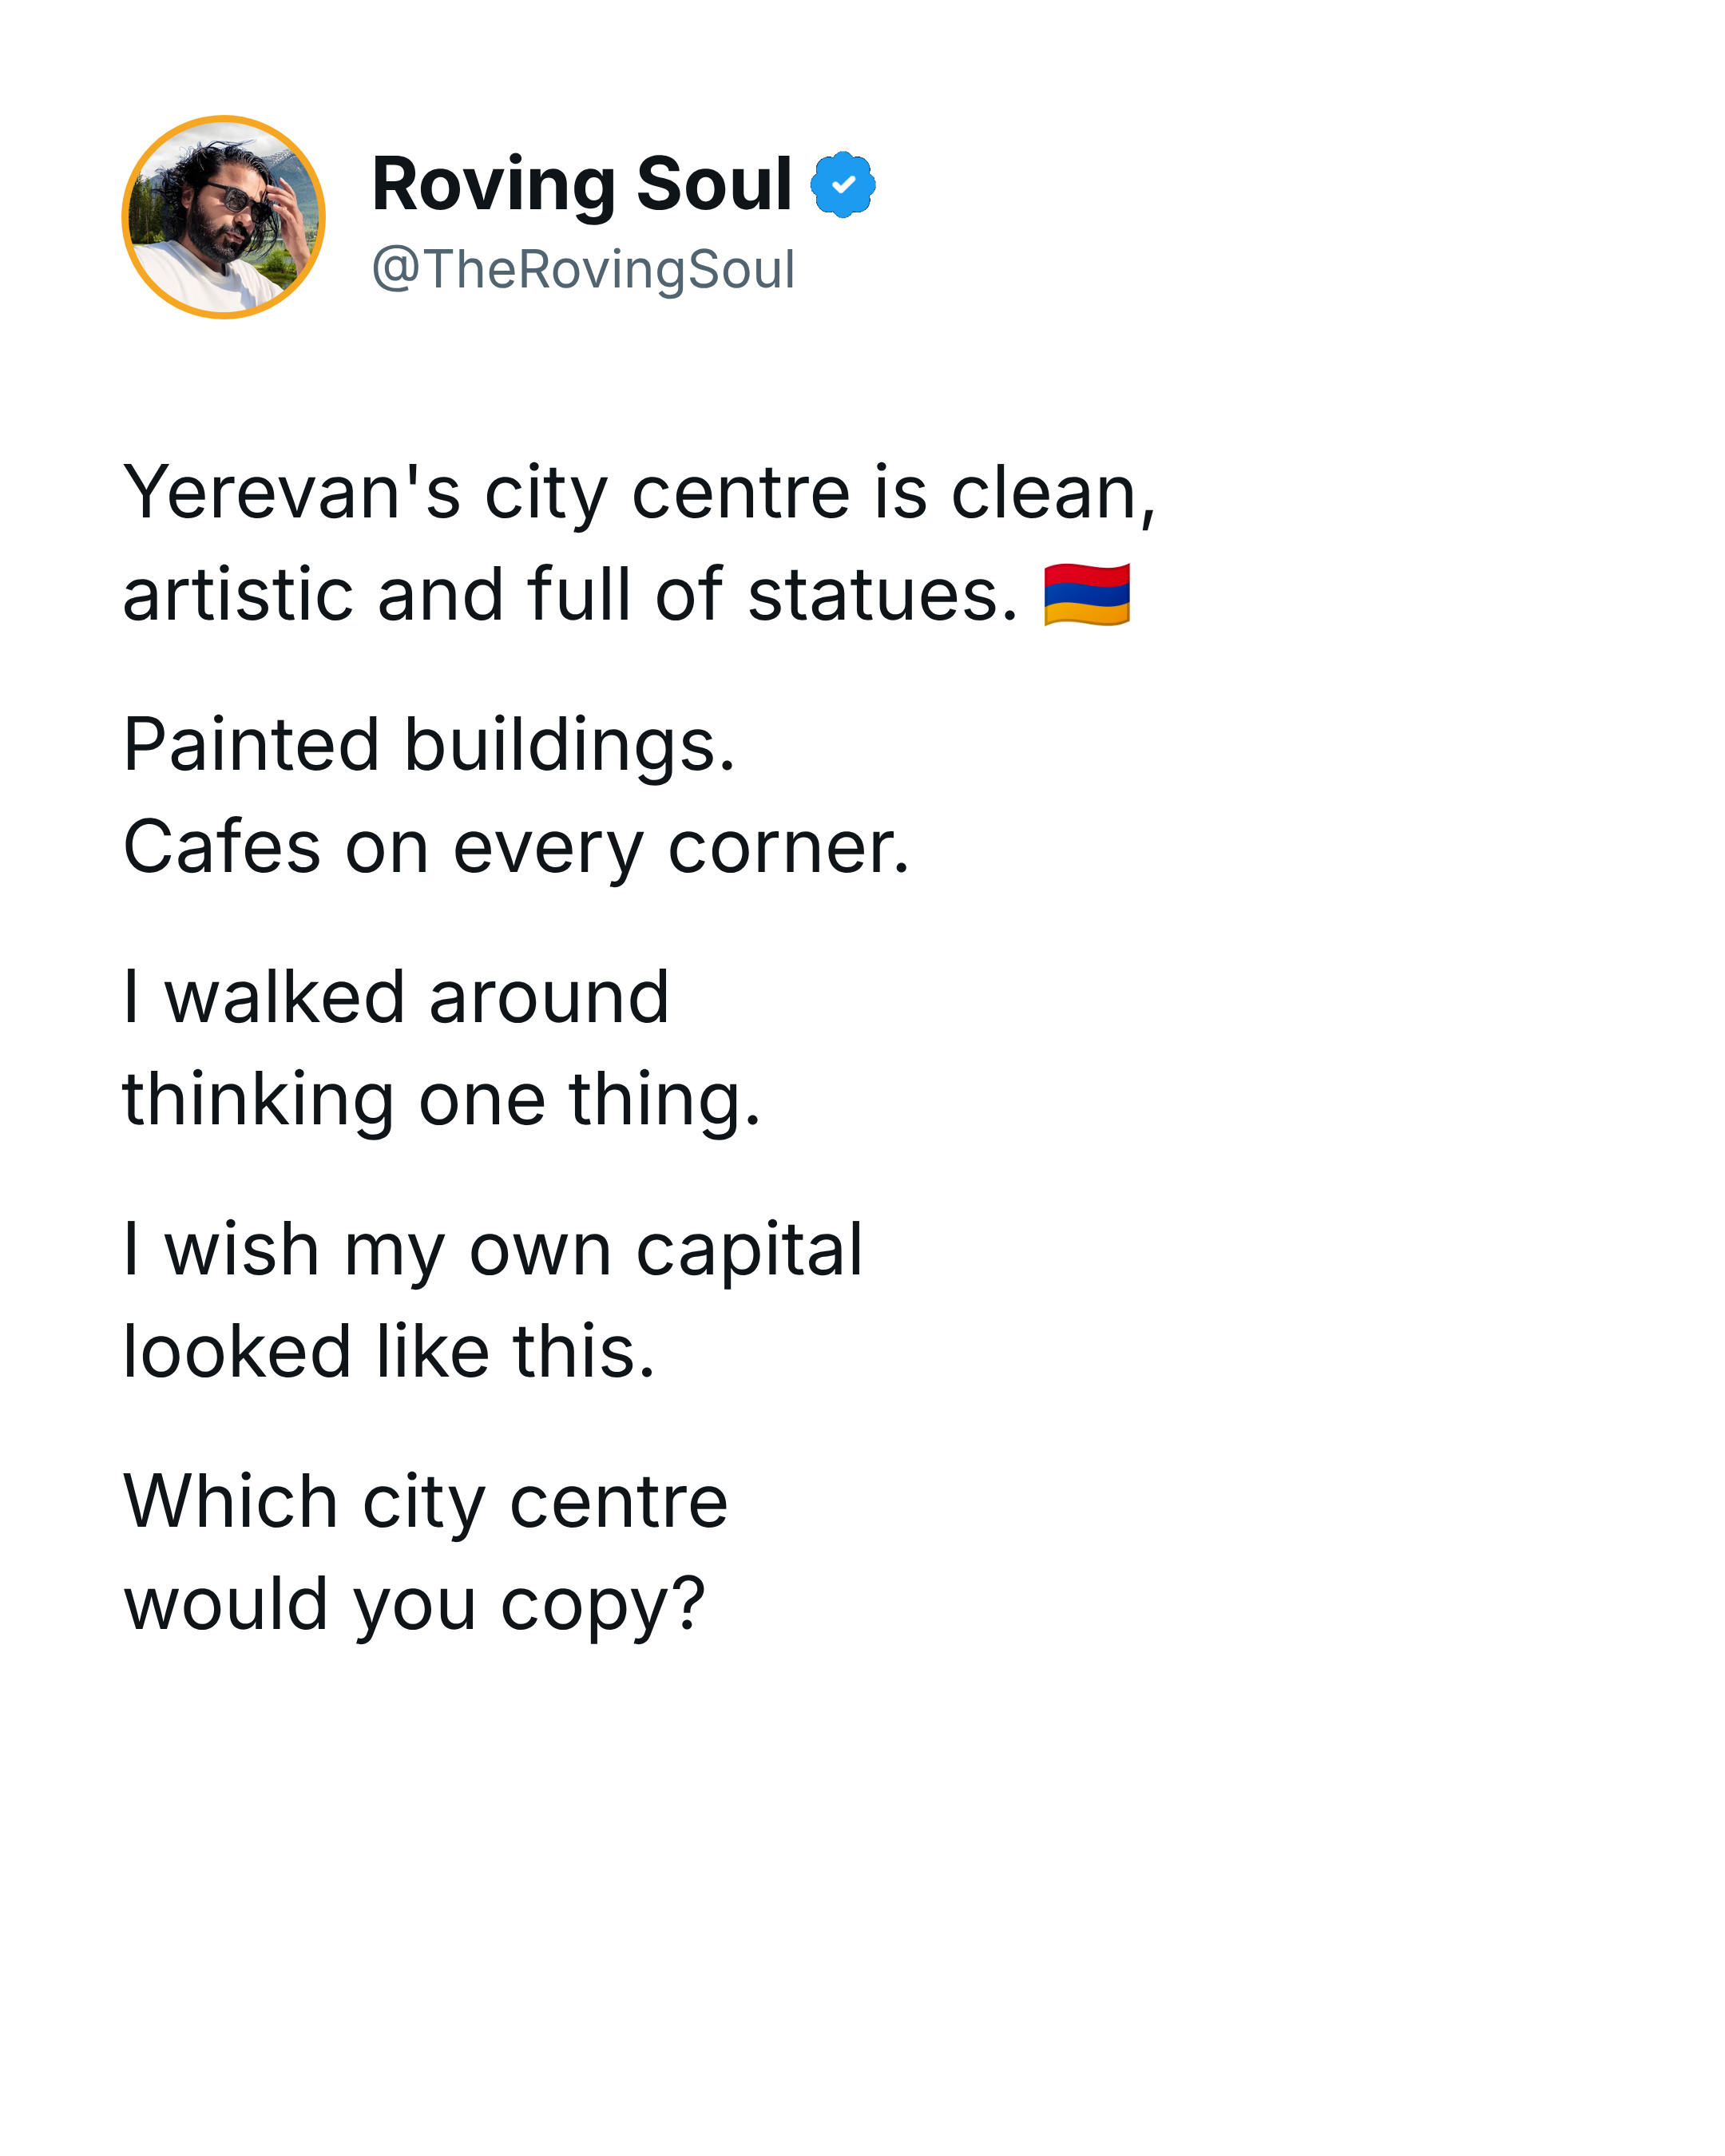 Roving Soul
@TheRovingSoul
Yerevan's city centre is clean,
artistic and full of statues. 🇦🇲
Painted buildings.
Cafes on every corner.
I walked around
thinking one thing.
I wish my own capital
looked like this.
Which city centre
would you copy?